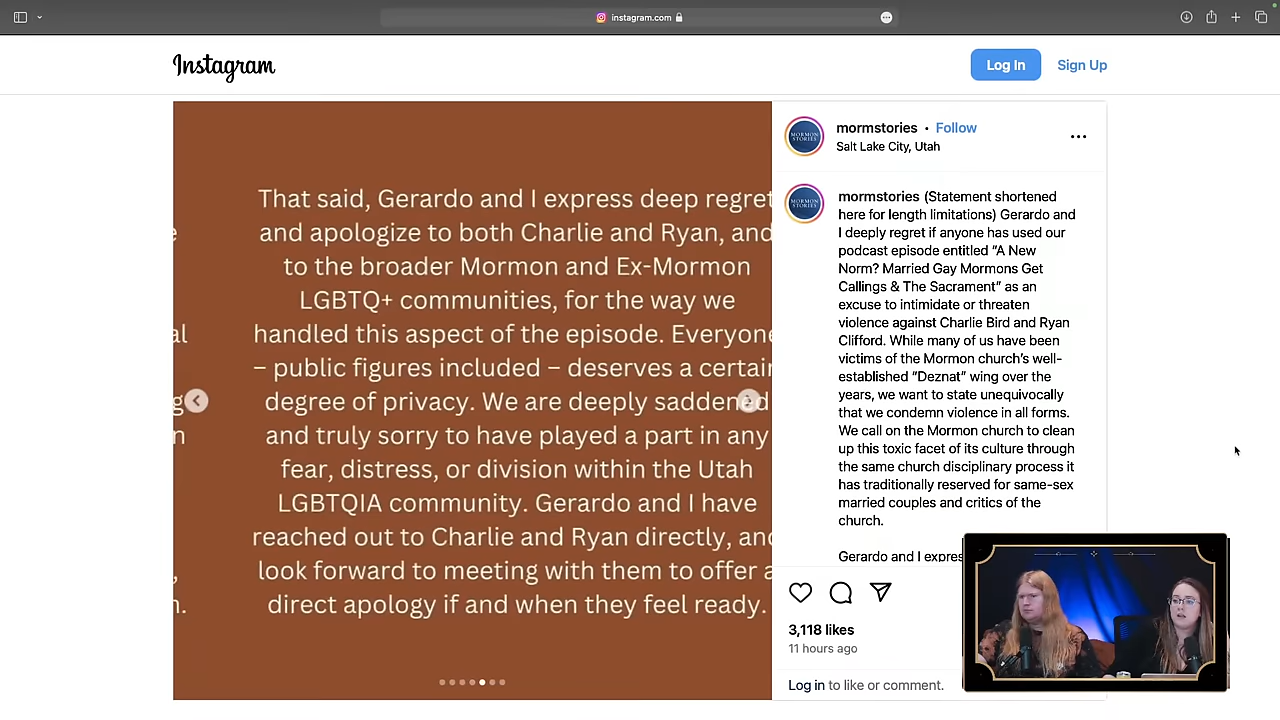 instagram.com
Instagram
Log In
Sign Up
That said, Gerardo and I express deep regret
and apologize to both Charlie and Ryan, and
to the broader Mormon and Ex-Mormon
LGBTQ+ communities, for the way we
handled this aspect of the episode. Everyone
– public figures included – deserves a certain
degree of privacy. We are deeply saddened
and truly sorry to have played a part in any
fear, distress, or division within the Utah
LGBTQIA community. Gerardo and I have
reached out to Charlie and Ryan directly, and
look forward to meeting with them to offer a
direct apology if and when they feel ready.
MORMON
STORIES
mormstories • Follow
Salt Lake City, Utah
MORMON
STORIES
mormstories (Statement shortened
here for length limitations) Gerardo and
I deeply regret if anyone has used our
podcast episode entitled “A New
Norm? Married Gay Mormons Get
Callings & The Sacrament” as an
excuse to intimidate or threaten
violence against Charlie Bird and Ryan
Clifford. While many of us have been
victims of the Mormon church’s well-
established ”Deznat” wing over the
years, we want to state unequivocally
that we condemn violence in all forms.
We call on the Mormon church to clean
up this toxic facet of its culture through
the same church disciplinary process it
has traditionally reserved for same-sex
married couples and critics of the
church.
Gerardo and I expres
3,118 likes
11 hours ago
Log in to like or comment.